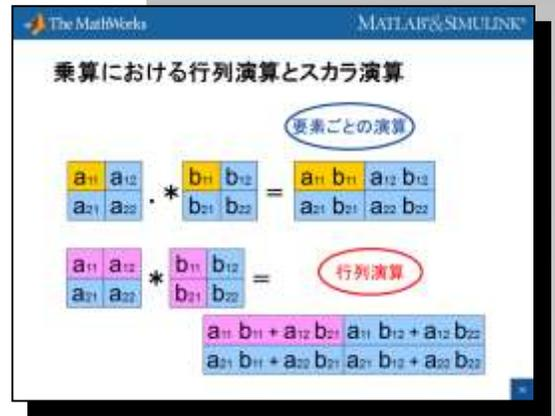 The MathWorks MATLAB&SIMULINK®
乗算における行列演算とスカラ演算
要素ごとの演算
a11 a12 b11 b12 a11 b11 a12 b12
.* =
a21 a22 b21 b22 a21 b21 a22 b22
a11 a12 b11 b12
* = 行列演算
a21 a22 b21 b22
a11 b11 + a12 b21 a11 b12 + a12 b22
a21 b11 + a22 b21 a21 b12 + a22 b22